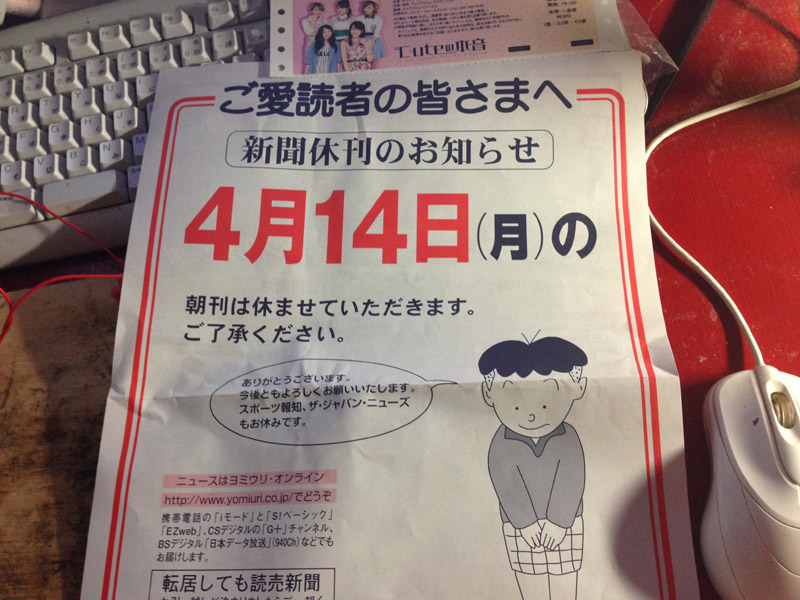 ℃-uteの本音
ご愛読者の皆さまへ
新聞休刊のお知らせ
4月14日(月)の
朝刊は休ませていただきます。
ご了承ください。
ありがとうございます。
今後ともよろしくお願いいたします。
スポーツ報知、ザ・ジャパン・ニューズ
もお休みです。
ニュースはヨミウリ・オンライン
http://www.yomiuri.co.jp/でどうぞ
携帯電話の「iモード」と「S!ベーシック」
「EZweb」、CSデジタルの「G+」チャンネル、
BSデジタル「日本データ放送」(940Ch)などでも
お届けします。
転居しても読売新聞